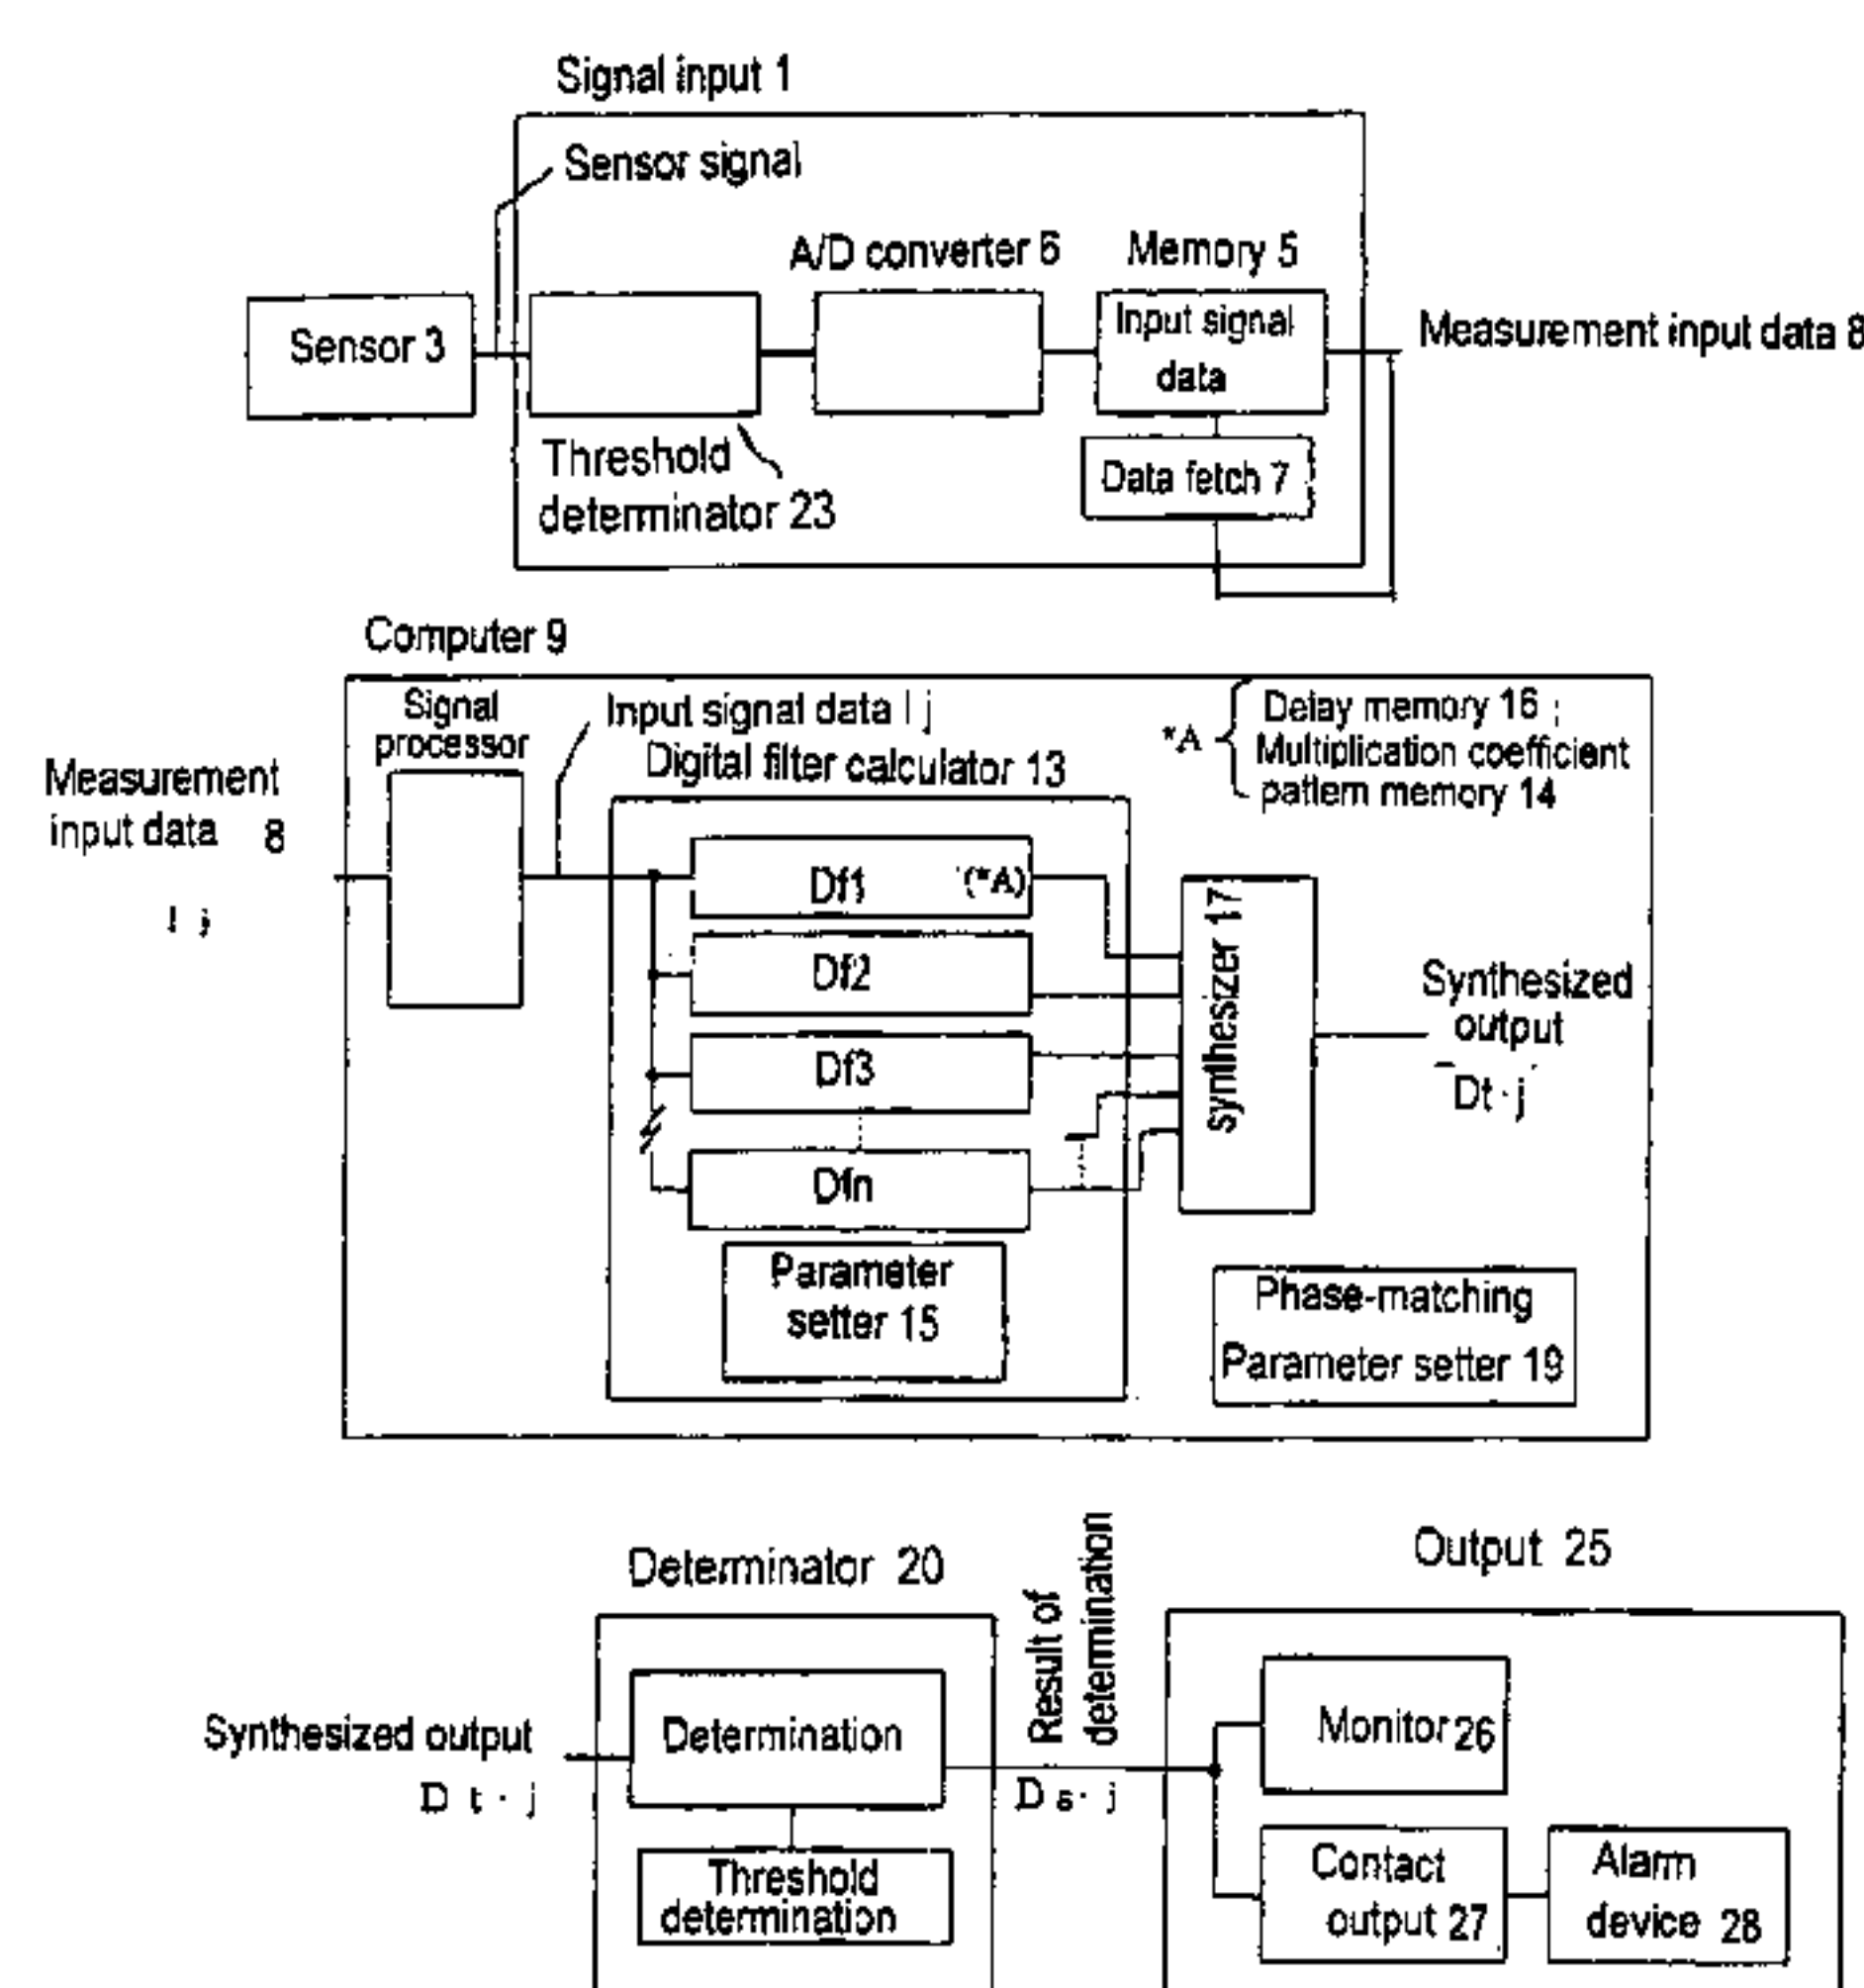 Signal input 1
Sensor signal
A/D converter 6
Memory 5
Sensor 3
Input signal
data
Measurement input data 8
Threshold
determinator 23
Data fetch 7
Computer 9
Signal
processor
Input signal data I j
Digital filter calculator 13
*A
Delay memory 16 ;
Multiplication coefficient
pattern memory 14
Measurement
input data 8
I j
Df1 (*A)
Df2
Df3
Dfn
synthesizer 17
Synthesized
output
Dt · j
Parameter
setter 15
Phase-matching
Parameter setter 19
Determinator 20
Result of
determination
Output 25
Synthesized output
D t · j
Determination
D s · j
Monitor 26
Threshold
determination
Contact
output 27
Alarm
device 28